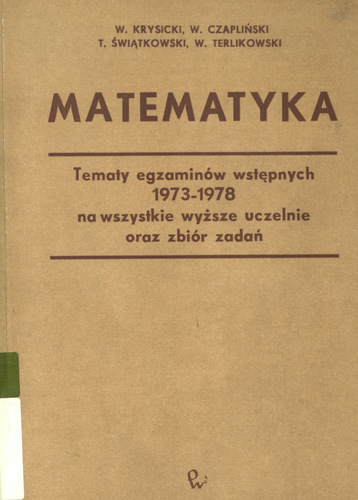 W. KRYSICKI, W. CZAPLIŃSKI
T. ŚWIĄTKOWSKI, W. TERLIKOWSKI
MATEMATYKA
Tematy egzaminów wstępnych
1973-1978
na wszystkie wyższe uczelnie
oraz zbiór zadań